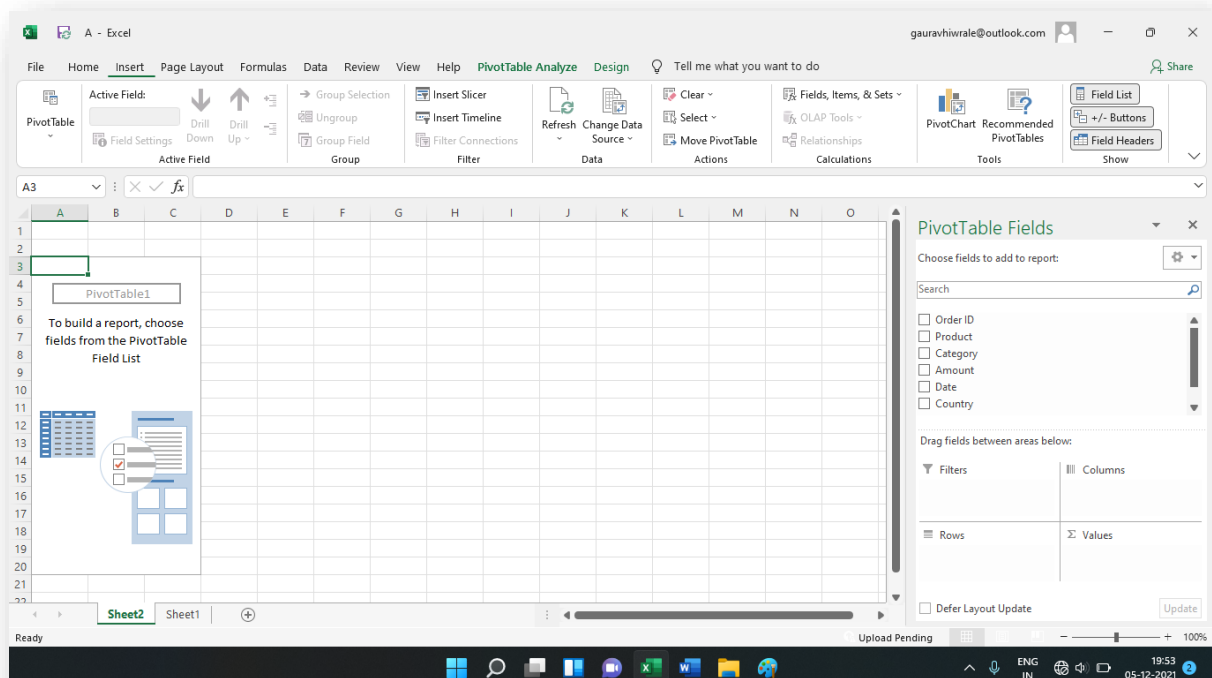 A - Excel
gauravhiwrale@outlook.com
File Home Insert Page Layout Formulas Data Review View Help PivotTable Analyze Design Tell me what you want to do Share
PivotTable
Active Field:
Field Settings
Drill Down
Drill Up
Active Field
Group Selection
Ungroup
Group Field
Group
Insert Slicer
Insert Timeline
Filter Connections
Filter
Refresh
Change Data Source
Data
Clear
Select
Move PivotTable
Actions
Fields, Items, & Sets
OLAP Tools
Relationships
Calculations
PivotChart
Recommended PivotTables
Tools
Field List
+/- Buttons
Field Headers
Show
A3
fx
A B C D E F G H I J K L M N O
1
2
3
4
5
6
7
8
9
10
11
12
13
14
15
16
17
18
19
20
21
22
PivotTable1
To build a report, choose
fields from the PivotTable
Field List
PivotTable Fields
Choose fields to add to report:
Search
Order ID
Product
Category
Amount
Date
Country
Drag fields between areas below:
Filters
Columns
Rows
Σ Values
Defer Layout Update
Update
Sheet2 Sheet1
Ready
Upload Pending
100%
ENG
IN
19:53
05-12-2021
2